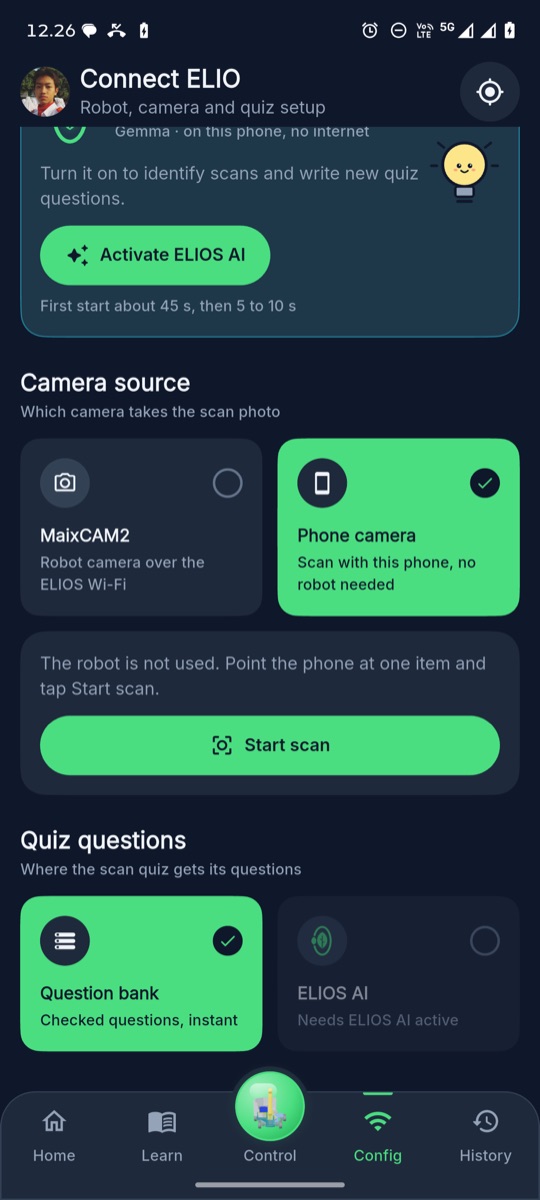 12.26
Vo))
LTE
5G
Connect ELIO
Robot, camera and quiz setup
Gemma · on this phone, no internet
Turn it on to identify scans and write new quiz
questions.
Activate ELIOS AI
First start about 45 s, then 5 to 10 s
Camera source
Which camera takes the scan photo
MaixCAM2
Robot camera over the
ELIOS Wi-Fi
Phone camera
Scan with this phone, no
robot needed
The robot is not used. Point the phone at one item and
tap Start scan.
Start scan
Quiz questions
Where the scan quiz gets its questions
Question bank
Checked questions, instant
ELIOS AI
Needs ELIOS AI active
Home
Learn
Control
Config
History